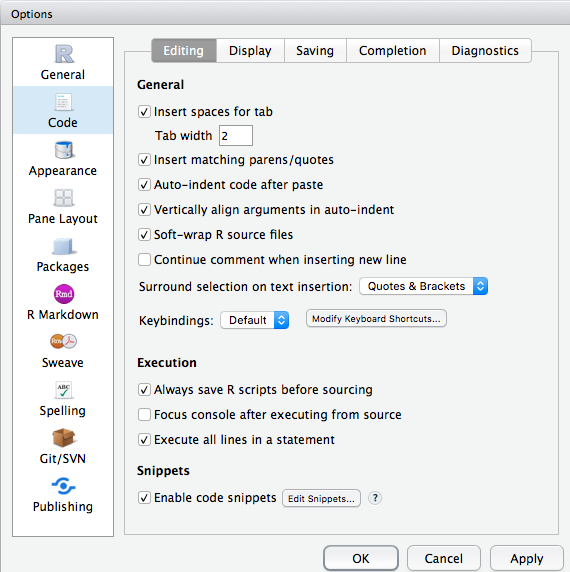 Options
R
General
Code
Appearance
Pane Layout
Packages
Rmd
R Markdown
Rnw
Sweave
ABC
Spelling
Git/SVN
Publishing
Editing Display Saving Completion Diagnostics
General
Insert spaces for tab
Tab width 2
Insert matching parens/quotes
Auto-indent code after paste
Vertically align arguments in auto-indent
Soft-wrap R source files
Continue comment when inserting new line
Surround selection on text insertion: Quotes & Brackets
Keybindings: Default Modify Keyboard Shortcuts...
Execution
Always save R scripts before sourcing
Focus console after executing from source
Execute all lines in a statement
Snippets
Enable code snippets Edit Snippets... ?
OK Cancel Apply